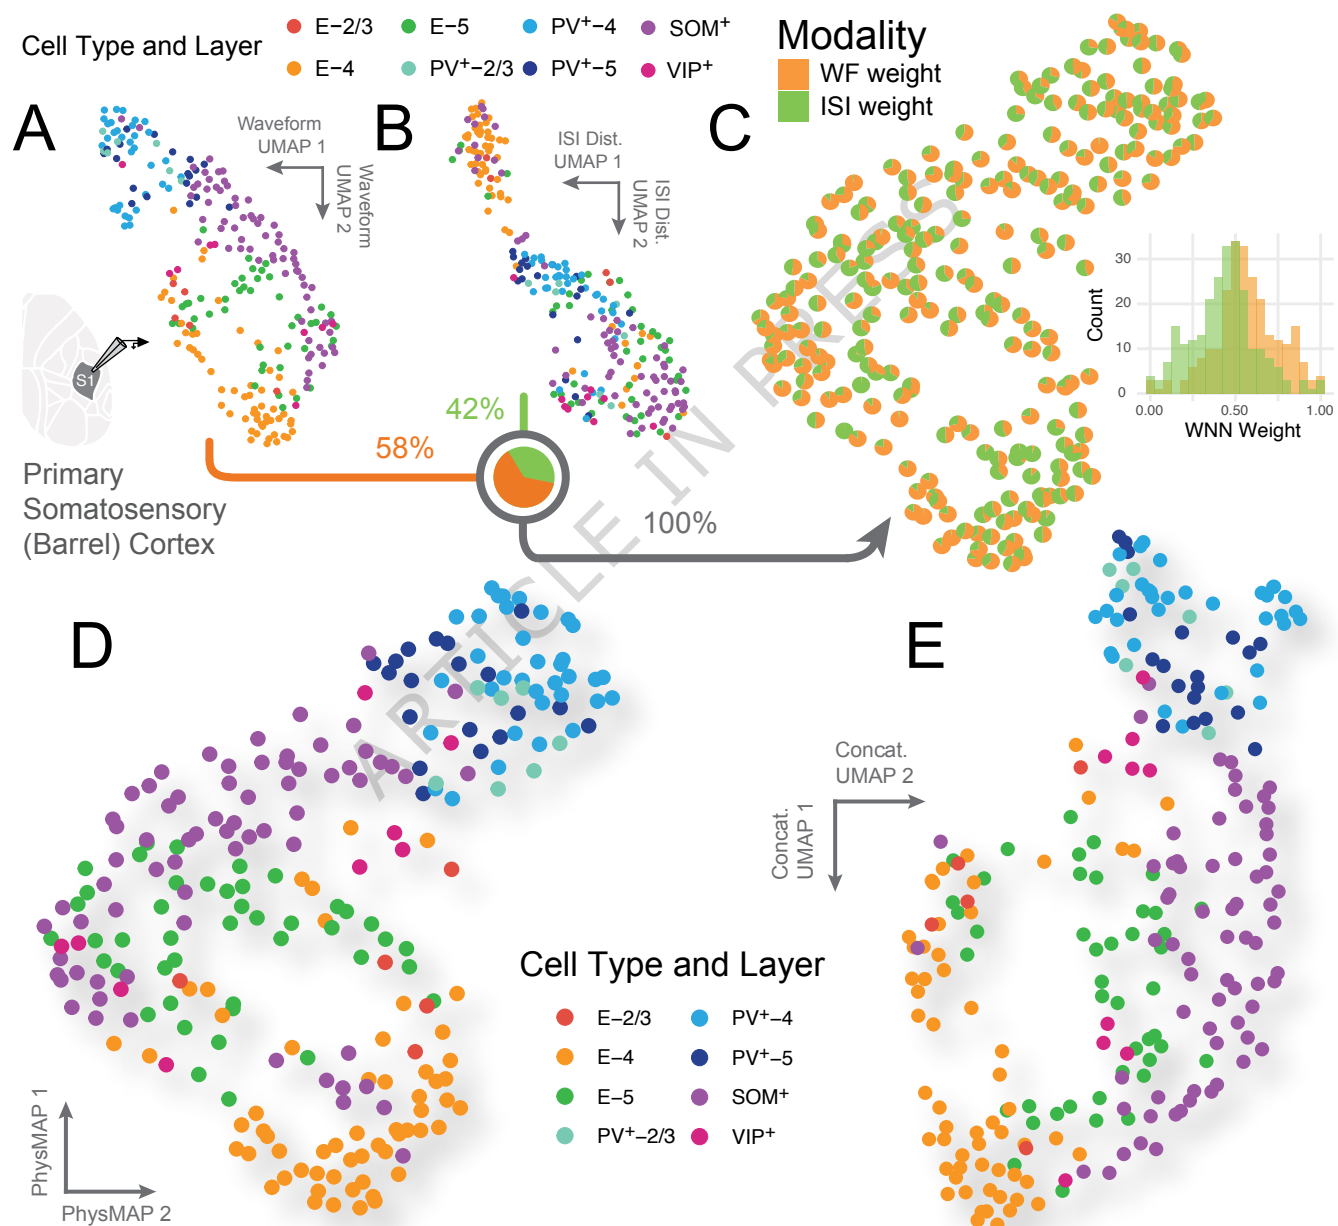 Cell Type and Layer
E−2/3
E−5
PV⁺−4
SOM⁺
E−4
PV⁺−2/3
PV⁺−5
VIP⁺
Modality
WF weight
ISI weight
A
Waveform
UMAP 1
Waveform
UMAP 2
B
ISI Dist.
UMAP 1
ISI Dist.
UMAP 2
C
S1
Primary
Somatosensory
(Barrel) Cortex
42%
58%
100%
Count
30
20
10
0
0.00
0.50
1.00
WNN Weight
ARTICLE IN PRESS
D
PhysMAP 1
PhysMAP 2
E
Concat.
UMAP 2
Concat.
UMAP 1
Cell Type and Layer
E−2/3
PV⁺−4
E−4
PV⁺−5
E−5
SOM⁺
PV⁺−2/3
VIP⁺